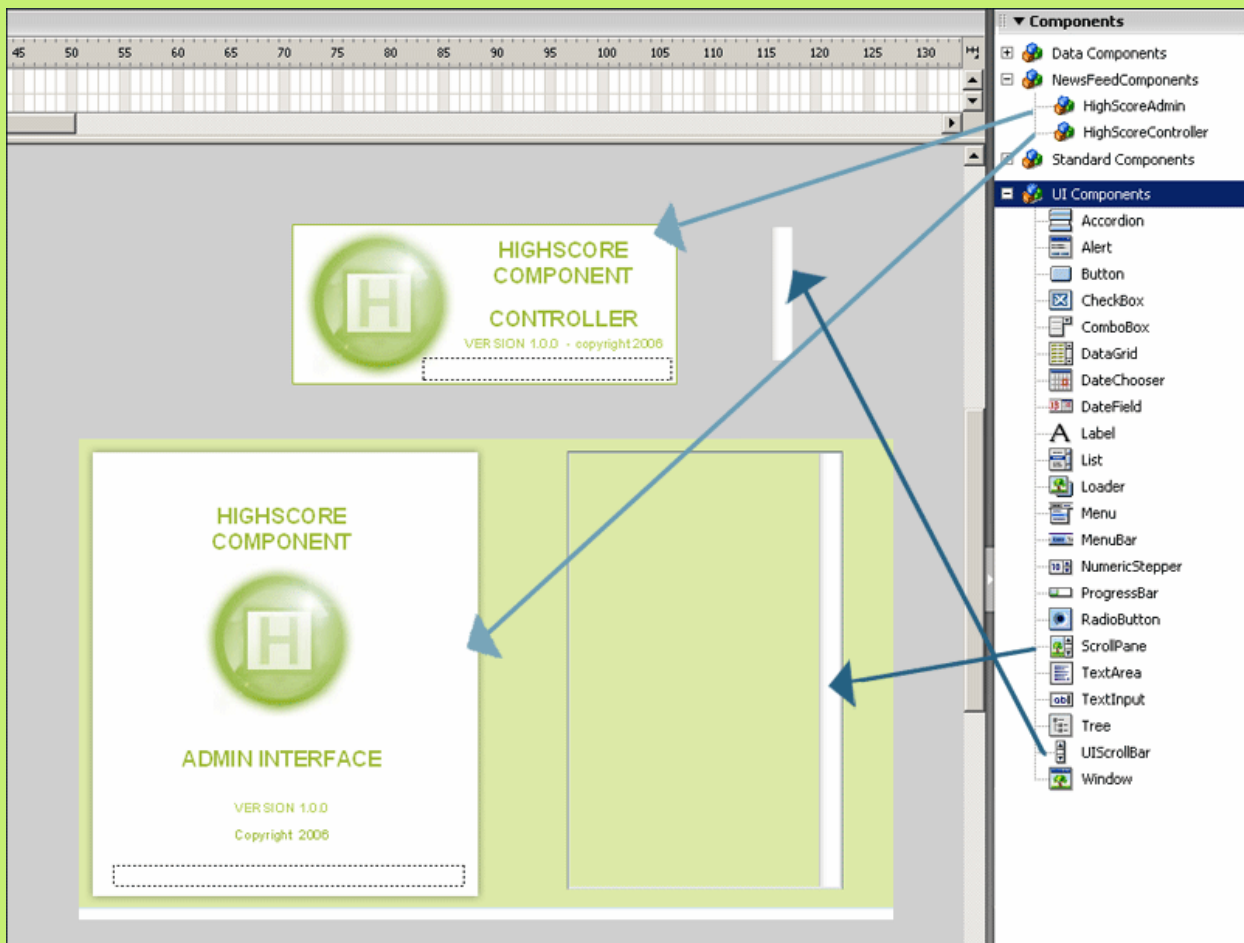 45 50 55 60 65 70 75 80 85 90 95 100 105 110 115 120 125 130
HIGHSCORE
COMPONENT
CONTROLLER
VERSION 1.0.0 - copyright 2006
HIGHSCORE
COMPONENT
H
H
ADMIN INTERFACE
VERSION 1.0.0
Copyright 2006
Components
Data Components
NewsFeedComponents
HighScoreAdmin
HighScoreController
Standard Components
UI Components
Accordion
Alert
Button
CheckBox
ComboBox
DataGrid
DateChooser
DateField
Label
List
Loader
Menu
MenuBar
NumericStepper
ProgressBar
RadioButton
ScrollPane
TextArea
TextInput
Tree
UIScrollBar
Window